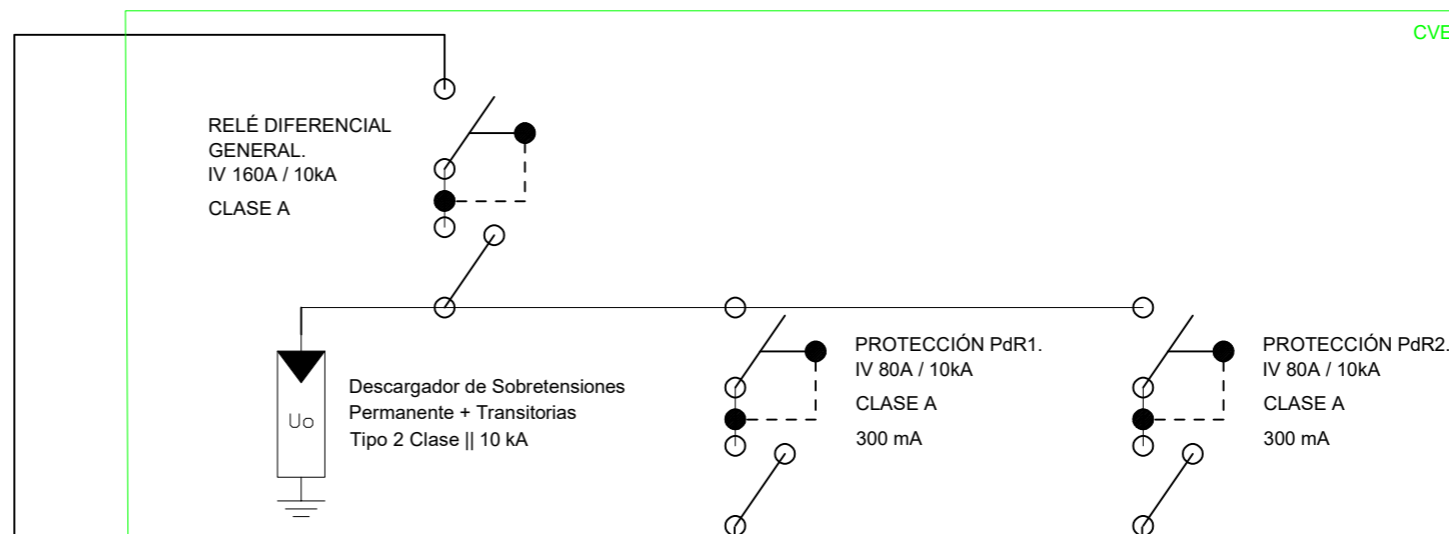 CVE
RELÉ DIFERENCIAL
GENERAL.
IV 160A / 10kA
CLASE A
Descargador de Sobretensiones
Permanente + Transitorias
Tipo 2 Clase || 10 kA
Uo
PROTECCIÓN PdR1.
IV 80A / 10kA
CLASE A
300 mA
PROTECCIÓN PdR2.
IV 80A / 10kA
CLASE A
300 mA